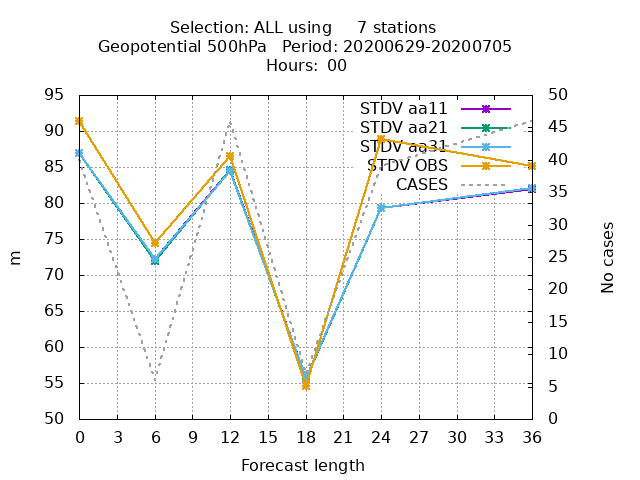 Selection: ALL using     7 stations
Geopotential 500hPa   Period: 20200629-20200705
Hours:  00
STDV aa11
STDV aa21
STDV aa31
STDV OBS
CASES
95
90
85
80
75
70
65
60
55
50
50
45
40
35
30
25
20
15
10
5
0
m
No cases
0 3 6 9 12 15 18 21 24 27 30 33 36
Forecast length